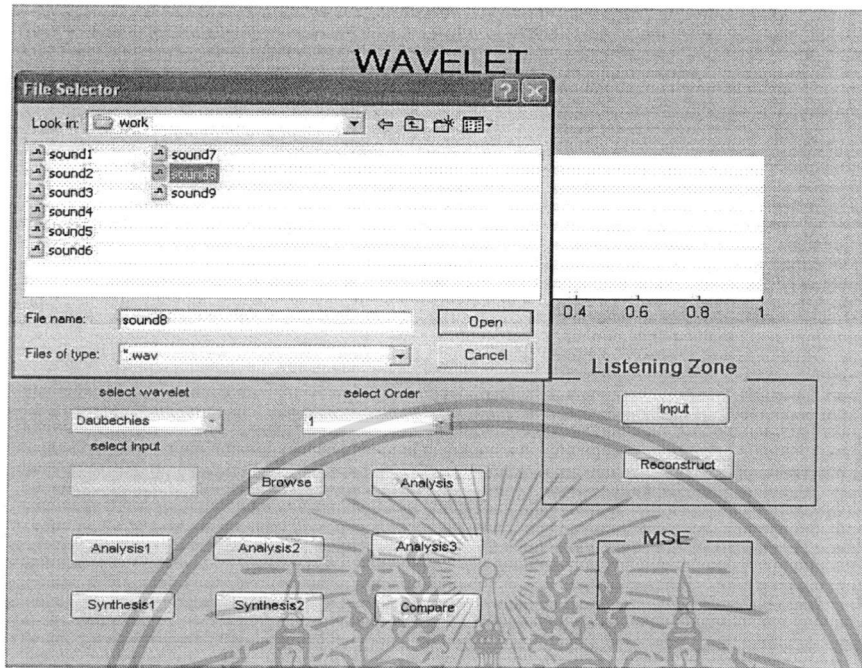 WAVELET
File Selector
Look in: work
sound1
sound2
sound3
sound4
sound5
sound6
sound7
sound8
sound9
File name: sound8 Open
Files of type: *.wav Cancel
0.4 0.6 0.8 1
select wavelet select Order
Daubechies 1
select input
Browse Analysis
Analysis1 Analysis2 Analysis3
Synthesis1 Synthesis2 Compare
Listening Zone
Input
Reconstruct
MSE